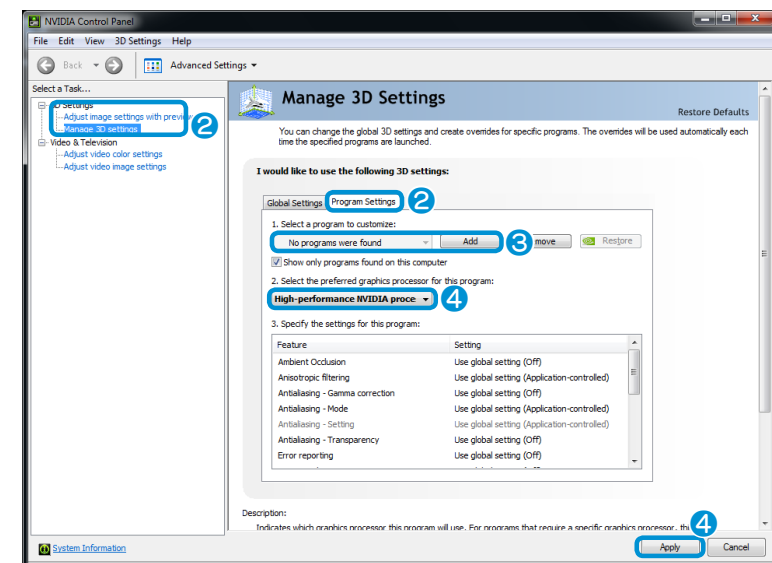 NVIDIA Control Panel
File Edit View 3D Settings Help
Back Advanced Settings
Select a Task...
3D Settings
Adjust image settings with preview
Manage 3D settings
2
Video & Television
Adjust video color settings
Adjust video image settings
Manage 3D Settings
Restore Defaults
You can change the global 3D settings and create overrides for specific programs. The overrides will be used automatically each
time the specified programs are launched.
I would like to use the following 3D settings:
Global Settings Program Settings 2
1. Select a program to customize:
No programs were found Add 3 move Restore
Show only programs found on this computer
2. Select the preferred graphics processor for this program:
High-performance NVIDIA proce 4
3. Specify the settings for this program:
Feature Setting
Ambient Occlusion Use global setting (Off)
Anisotropic filtering Use global setting (Application-controlled)
Antialiasing - Gamma correction Use global setting (Off)
Antialiasing - Mode Use global setting (Application-controlled)
Antialiasing - Setting Use global setting (Application-controlled)
Antialiasing - Transparency Use global setting (Off)
Error reporting Use global setting (Off)
Description:
Indicates which graphics processor this program will use. For programs that require a specific graphics processor, 4
System Information
Apply Cancel